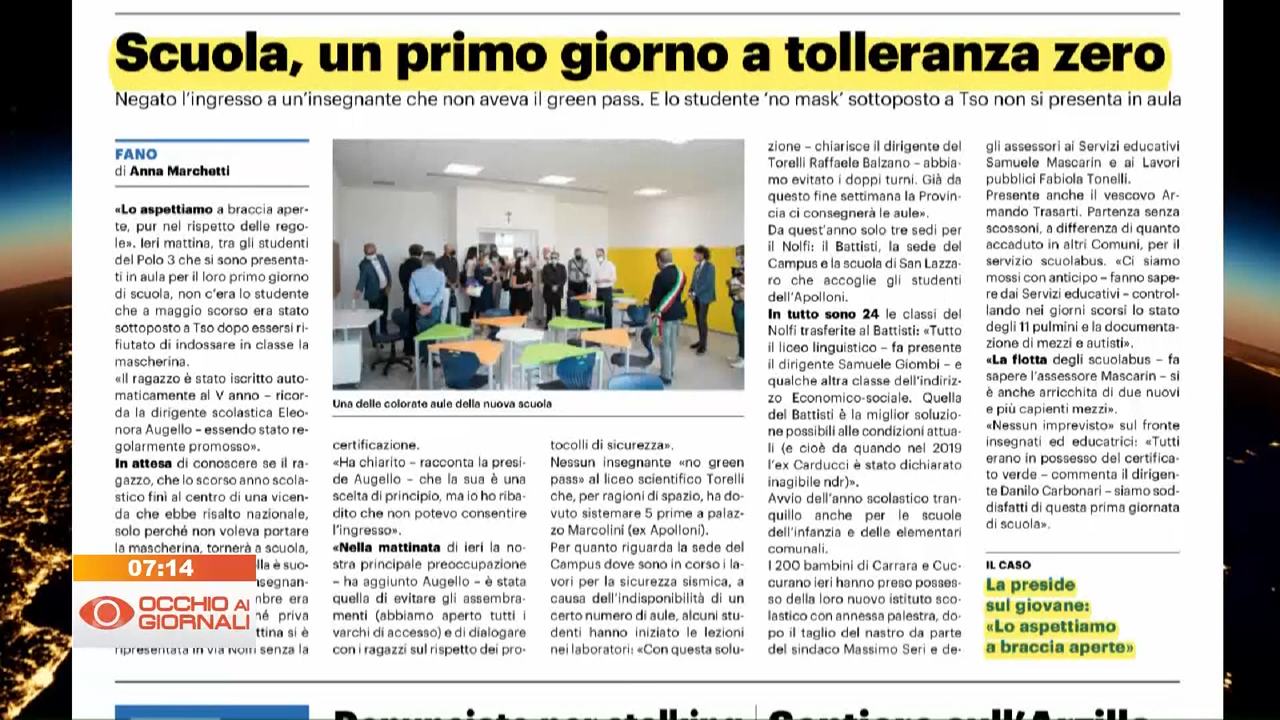 Scuola, un primo giorno a tolleranza zero
Negato l'ingresso a un'insegnante che non aveva il green pass. E lo studente 'no mask' sottoposto a Tso non si presenta in aula
FANO
di Anna Marchetti
«Lo aspettiamo a braccia aper-
te, pur nel rispetto delle rego-
le». Ieri mattina, tra gli studenti
del Polo 3 che si sono presenta-
ti in aula per il loro primo giorno
di scuola, non c'era lo studente
che a maggio scorso era stato
sottoposto a Tso dopo essersi ri-
fiutato di indossare in classe la
mascherina.
«Il ragazzo è stato iscritto auto-
maticamente al V anno – ricor-
da la dirigente scolastica Eleo-
nora Augello – essendo stato re-
golarmente promosso».
In attesa di conoscere se il ra-
gazzo, che lo scorso anno scola-
stico finì al centro di una vicen-
da che ebbe risalto nazionale,
solo perché non voleva portare
la mascherina, tornerà a scuola,
lla è suo-
nsegnan-
mbre era
hé priva
ttina si è
ripresentata in via Nolfi senza la
Una delle colorate aule della nuova scuola
certificazione.
«Ha chiarito – racconta la presi-
de Augello – che la sua è una
scelta di principio, ma io ho riba-
dito che non potevo consentire
l'ingresso».
«Nella mattinata di ieri la no-
stra principale preoccupazione
– ha aggiunto Augello – è stata
quella di evitare gli assembra-
menti (abbiamo aperto tutti i
varchi di accesso) e di dialogare
con i ragazzi sul rispetto dei pro-
tocolli di sicurezza».
Nessun insegnante «no green
pass» al liceo scientifico Torelli
che, per ragioni di spazio, ha do-
vuto sistemare 5 prime a palaz-
zo Marcolini (ex Apolloni).
Per quanto riguarda la sede del
Campus dove sono in corso i la-
vori per la sicurezza sismica, a
causa dell'indisponibilità di un
certo numero di aule, alcuni stu-
denti hanno iniziato le lezioni
nei laboratori: «Con questa solu-
zione – chiarisce il dirigente del
Torelli Raffaele Balzano – abbia-
mo evitato i doppi turni. Già da
questo fine settimana la Provin-
cia ci consegnerà le aule».
Da quest'anno solo tre sedi per
il Nolfi: il Battisti, la sede del
Campus e la scuola di San Lazza-
ro che accoglie gli studenti
dell'Apolloni.
In tutto sono 24 le classi del
Nolfi trasferite al Battisti: «Tutto
il liceo linguistico – fa presente
il dirigente Samuele Giombi – e
qualche altra classe dell'indiriz-
zo Economico-sociale. Quella
del Battisti è la miglior soluzio-
ne possibili alle condizioni attua-
li (e cioè da quando nel 2019
l'ex Carducci è stato dichiarato
inagibile ndr)».
Avvio dell'anno scolastico tran-
quillo anche per le scuole
dell'infanzia e delle elementari
comunali.
I 200 bambini di Carrara e Cuc-
curano ieri hanno preso posses-
so della loro nuovo istituto sco-
lastico con annessa palestra, do-
po il taglio del nastro da parte
del sindaco Massimo Seri e de-
gli assessori ai Servizi educativi
Samuele Mascarin e ai Lavori
pubblici Fabiola Tonelli.
Presente anche il vescovo Ar-
mando Trasarti. Partenza senza
scossoni, a differenza di quanto
accaduto in altri Comuni, per il
servizio scuolabus. «Ci siamo
mossi con anticipo – fanno sape-
re dai Servizi educativi – control-
lando nei giorni scorsi lo stato
degli 11 pulmini e la documenta-
zione di mezzi e autisti».
«La flotta degli scuolabus – fa
sapere l'assessore Mascarin – si
è anche arricchita di due nuovi
e più capienti mezzi».
«Nessun imprevisto» sul fronte
insegnati ed educatrici: «Tutti
erano in possesso del certifica-
to verde – commenta il dirigen-
te Danilo Carbonari – siamo sod-
disfatti di questa prima giornata
di scuola».
IL CASO
La preside
sul giovane:
«Lo aspettiamo
a braccia aperte»
07:14
OCCHIO AI
GIORNALI
Denunciato per stalking
Sentiero sull'Arzilla